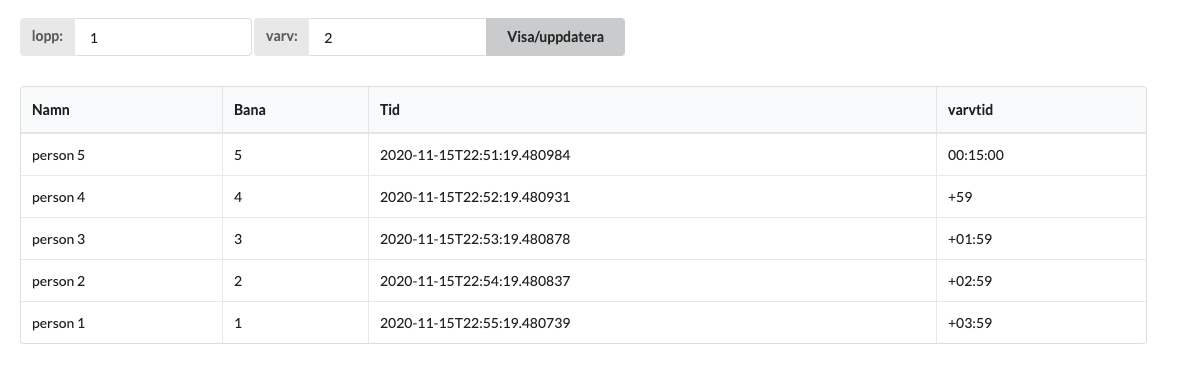 lopp: 1 varv: 2 Visa/uppdatera
Namn Bana Tid varvtid
person 5 5 2020-11-15T22:51:19.480984 00:15:00
person 4 4 2020-11-15T22:52:19.480931 +59
person 3 3 2020-11-15T22:53:19.480878 +01:59
person 2 2 2020-11-15T22:54:19.480837 +02:59
person 1 1 2020-11-15T22:55:19.480739 +03:59